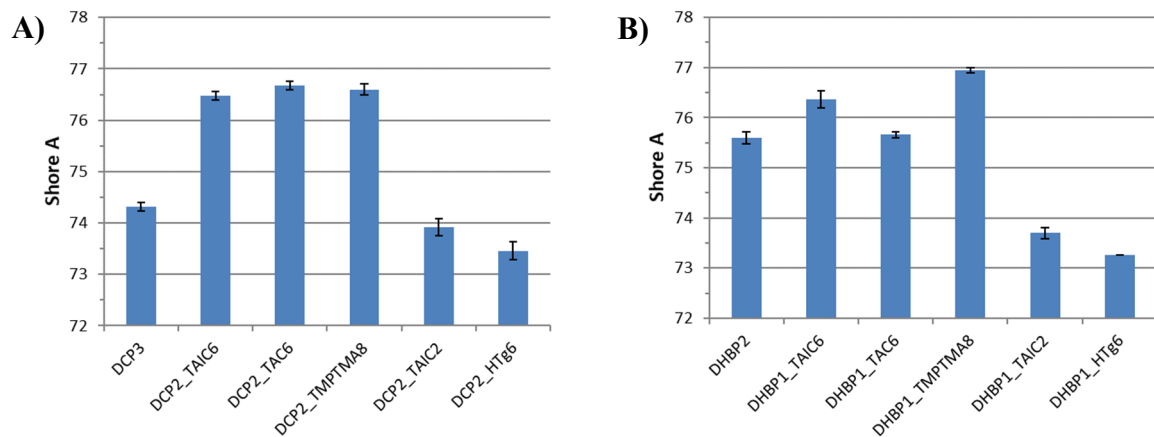 A)
Shore A
78
77
76
75
74
73
72
DCP3
DCP2_TAIC6
DCP2_TAC6
DCP2_TMPTMA8
DCP2_TAIC2
DCP2_HTg6
B)
Shore A
78
77
76
75
74
73
72
DHBP2
DHBP1_TAIC6
DHBP1_TAC6
DHBP1_TMPTMA8
DHBP1_TAIC2
DHBP1_HTg6